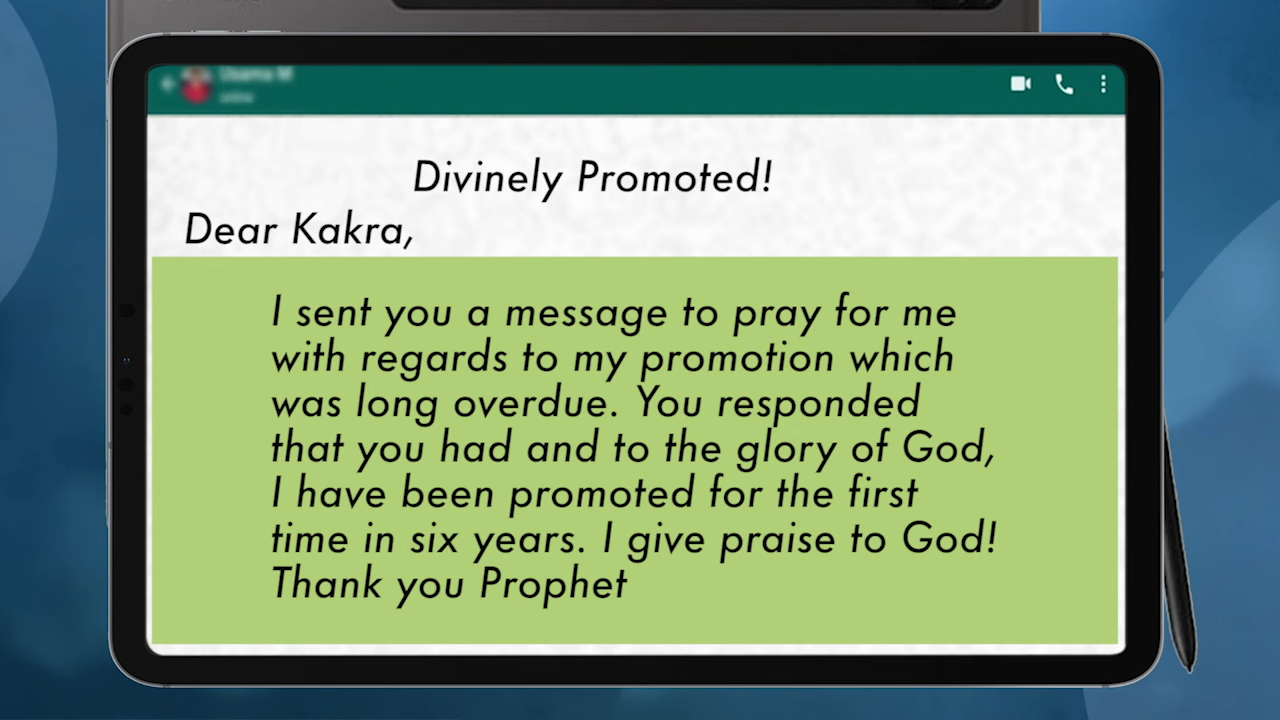 Divinely Promoted!
Dear Kakra,
I sent you a message to pray for me
with regards to my promotion which
was long overdue. You responded
that you had and to the glory of God,
I have been promoted for the first
time in six years. I give praise to God!
Thank you Prophet